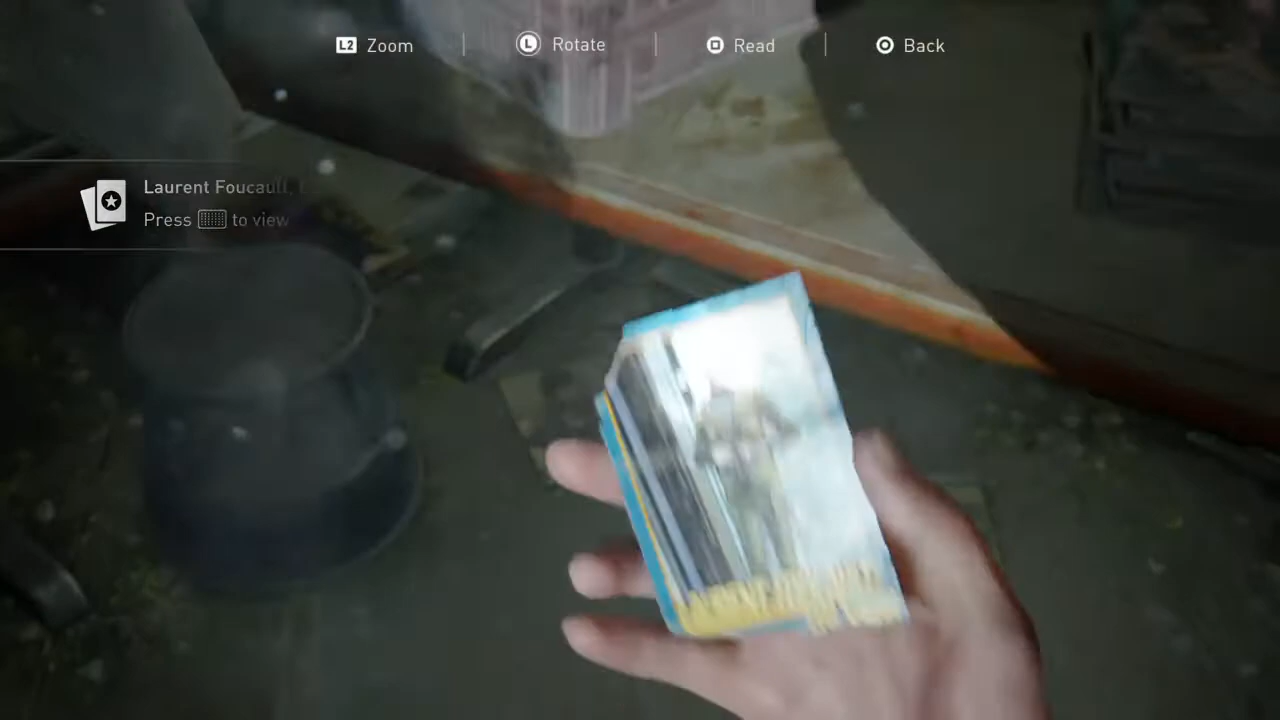 L2 Zoom
L Rotate
Read
Back
Laurent Foucault,
Press to view